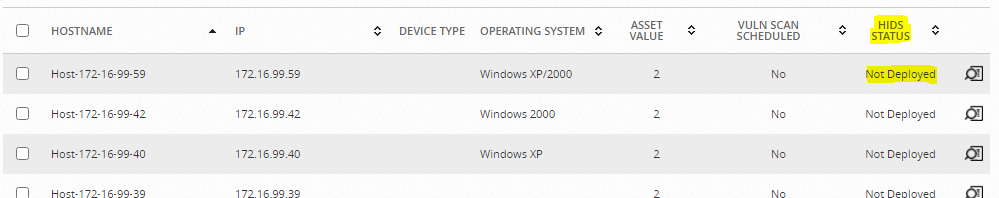 HOSTNAME IP DEVICE TYPE OPERATING SYSTEM ASSET VALUE VULN SCAN SCHEDULED HIDS STATUS
Host-172-16-99-59 172.16.99.59 Windows XP/2000 2 No Not Deployed
Host-172-16-99-42 172.16.99.42 Windows 2000 2 No Not Deployed
Host-172-16-99-40 172.16.99.40 Windows XP 2 No Not Deployed
Host-172-16-99-39 172.16.99.39 2 No Not Deployed